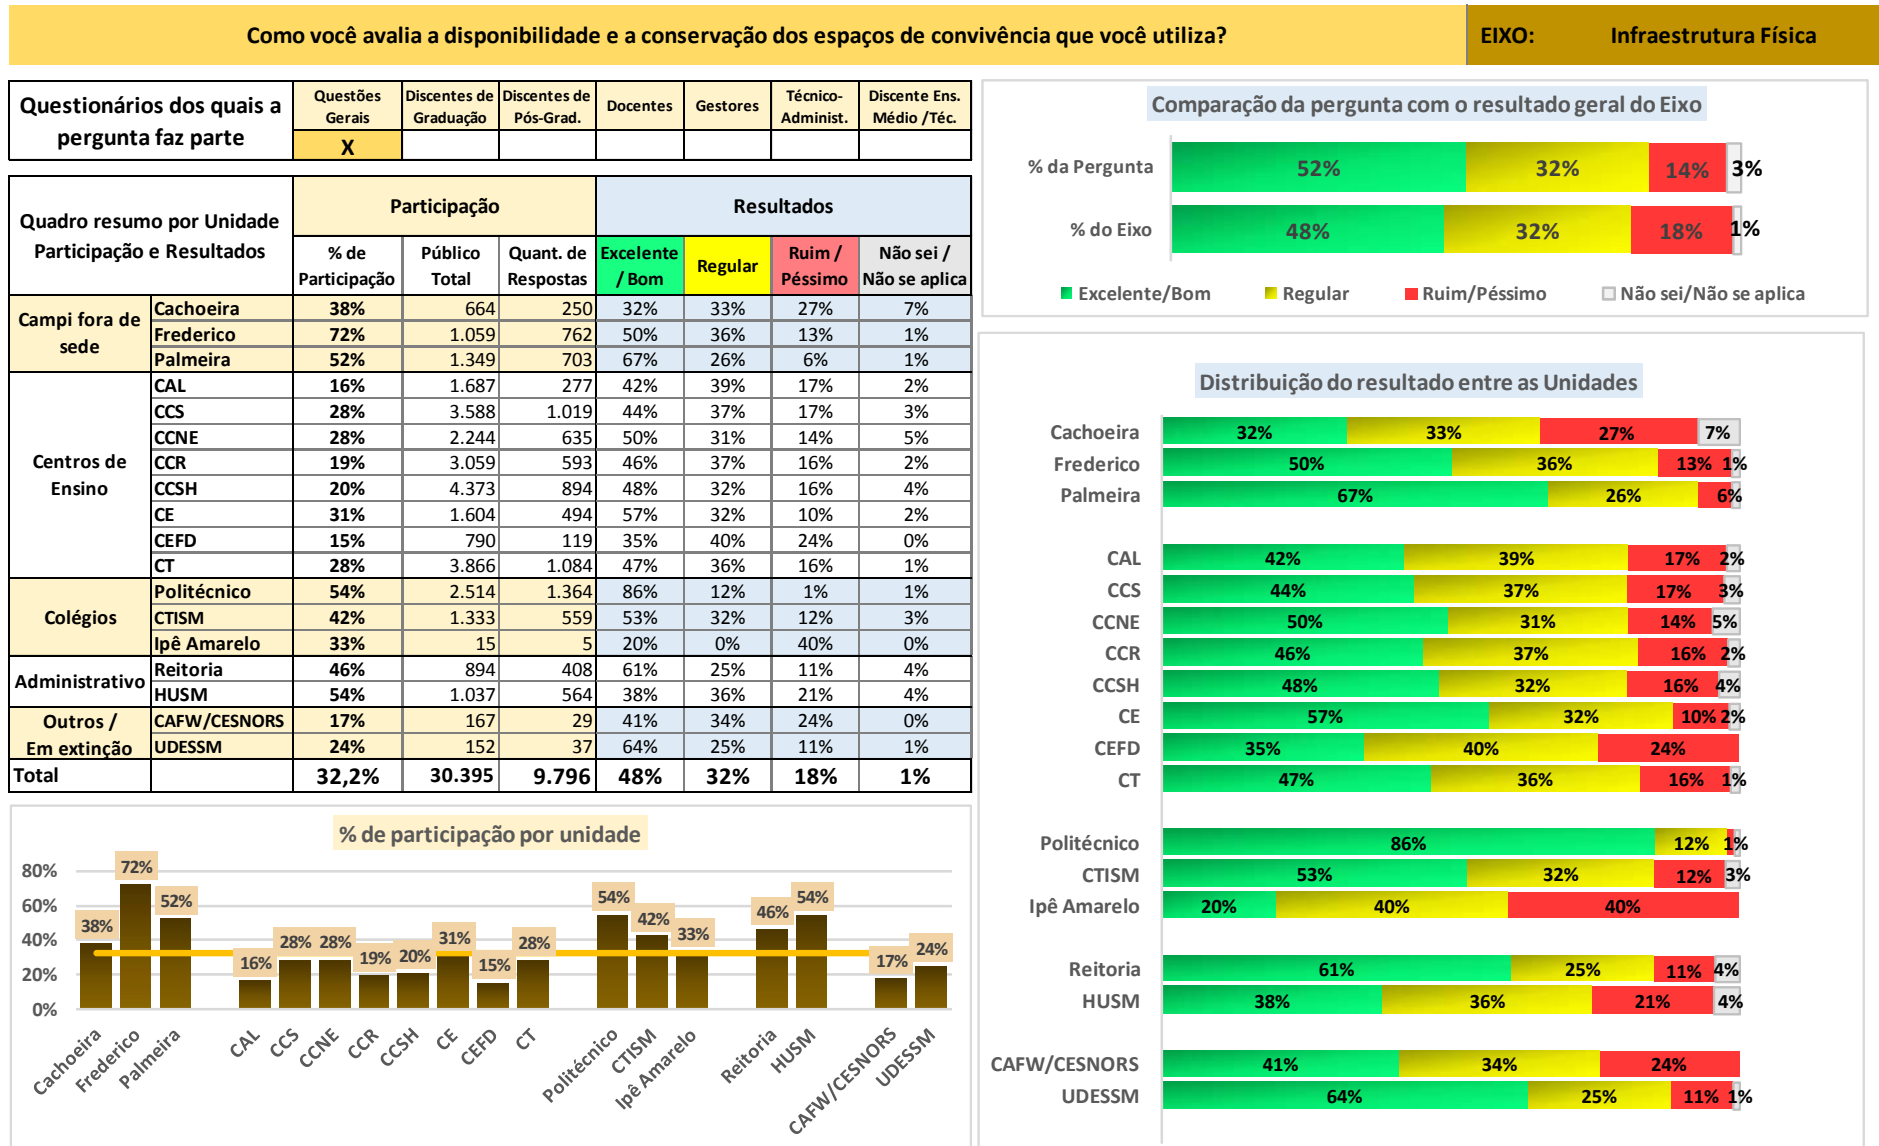 Como você avalia a disponibilidade e a conservação dos espaços de convivência que você utiliza?
EIXO: Infraestrutura Física
Questionários dos quais a pergunta faz parte
Questões Gerais
Discentes de Graduação
Discentes de Pós-Grad.
Docentes
Gestores
Técnico-Administ.
Discente Ens. Médio /Téc.
X
Quadro resumo por Unidade
Participação e Resultados
Participação
Resultados
% de Participação
Público Total
Quant. de Respostas
Excelente / Bom
Regular
Ruim / Péssimo
Não sei / Não se aplica
Campi fora de sede
Cachoeira 38% 664 250 32% 33% 27% 7%
Frederico 72% 1.059 762 50% 36% 13% 1%
Palmeira 52% 1.349 703 67% 26% 6% 1%
Centros de Ensino
CAL 16% 1.687 277 42% 39% 17% 2%
CCS 28% 3.588 1.019 44% 37% 17% 3%
CCNE 28% 2.244 635 50% 31% 14% 5%
CCR 19% 3.059 593 46% 37% 16% 2%
CCSH 20% 4.373 894 48% 32% 16% 4%
CE 31% 1.604 494 57% 32% 10% 2%
CEFD 15% 790 119 35% 40% 24% 0%
CT 28% 3.866 1.084 47% 36% 16% 1%
Colégios
Politécnico 54% 2.514 1.364 86% 12% 1% 1%
CTISM 42% 1.333 559 53% 32% 12% 3%
Ipê Amarelo 33% 15 5 20% 0% 40% 0%
Administrativo
Reitoria 46% 894 408 61% 25% 11% 4%
HUSM 54% 1.037 564 38% 36% 21% 4%
Outros / Em extinção
CAFW/CESNORS 17% 167 29 41% 34% 24% 0%
UDESSM 24% 152 37 64% 25% 11% 1%
Total 32,2% 30.395 9.796 48% 32% 18% 1%
% de participação por unidade
80%
60%
40%
20%
0%
38% 72% 52% 16% 28% 28% 19% 20% 31% 15% 28% 54% 42% 33% 46% 54% 17% 24%
Cachoeira Frederico Palmeira CAL CCS CCNE CCR CCSH CE CEFD CT Politécnico CTISM Ipê Amarelo Reitoria HUSM CAFW/CESNORS UDESSM
Comparação da pergunta com o resultado geral do Eixo
% da Pergunta 52% 32% 14% 3%
% do Eixo 48% 32% 18% 1%
Excelente/Bom Regular Ruim/Péssimo Não sei/Não se aplica
Distribuição do resultado entre as Unidades
Cachoeira 32% 33% 27% 7%
Frederico 50% 36% 13% 1%
Palmeira 67% 26% 6%
CAL 42% 39% 17% 2%
CCS 44% 37% 17% 3%
CCNE 50% 31% 14% 5%
CCR 46% 37% 16% 2%
CCSH 48% 32% 16% 4%
CE 57% 32% 10% 2%
CEFD 35% 40% 24%
CT 47% 36% 16% 1%
Politécnico 86% 12% 1%
CTISM 53% 32% 12% 3%
Ipê Amarelo 20% 40% 40%
Reitoria 61% 25% 11% 4%
HUSM 38% 36% 21% 4%
CAFW/CESNORS 41% 34% 24%
UDESSM 64% 25% 11% 1%